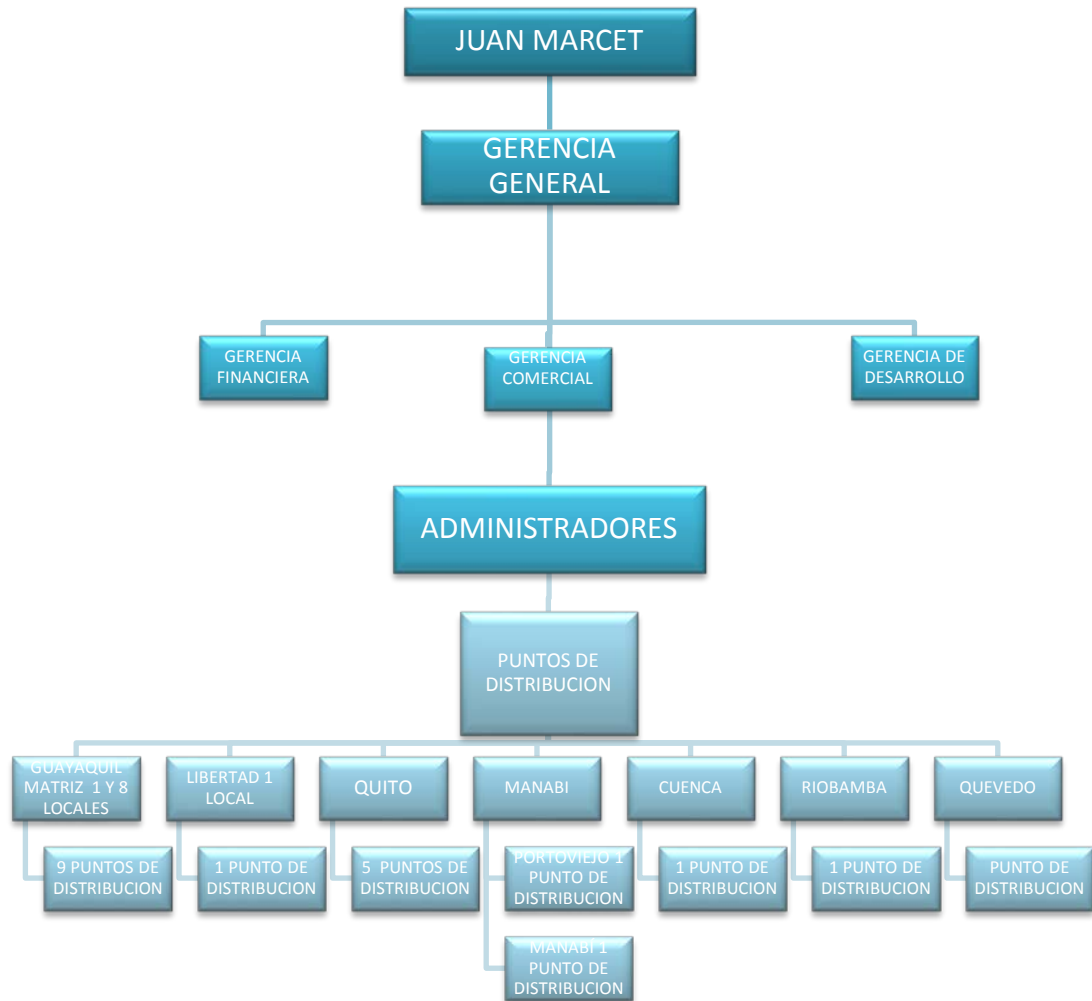 JUAN MARCET
GERENCIA
GENERAL
GERENCIA
FINANCIERA
GERENCIA
COMERCIAL
GERENCIA DE
DESARROLLO
ADMINISTRADORES
PUNTOS DE
DISTRIBUCION
GUAYAQUIL
MATRIZ 1 Y 8
LOCALES
LIBERTAD 1
LOCAL
QUITO
MANABI
CUENCA
RIOBAMBA
QUEVEDO
9 PUNTOS DE
DISTRIBUCION
1 PUNTO DE
DISTRIBUCION
5 PUNTOS DE
DISTRIBUCION
PORTOVIEJO 1
PUNTO DE
DISTRIBUCION
1 PUNTO DE
DISTRIBUCION
1 PUNTO DE
DISTRIBUCION
PUNTO DE
DISTRIBUCION
MANABÍ 1
PUNTO DE
DISTRIBUCION